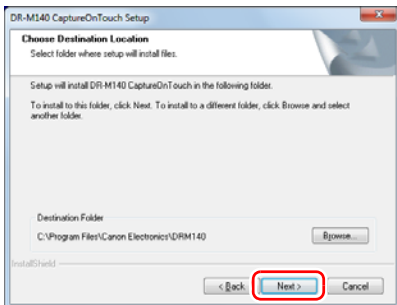 DR-M140 CaptureOnTouch Setup
Choose Destination Location
Select folder where setup will install files.
Setup will install DR-M140 CaptureOnTouch in the following folder.
To install to this folder, click Next. To install to a different folder, click Browse and select
another folder.
Destination Folder
C:\Program Files\Canon Electronics\DRM140
Browse...
InstallShield
< Back
Next >
Cancel